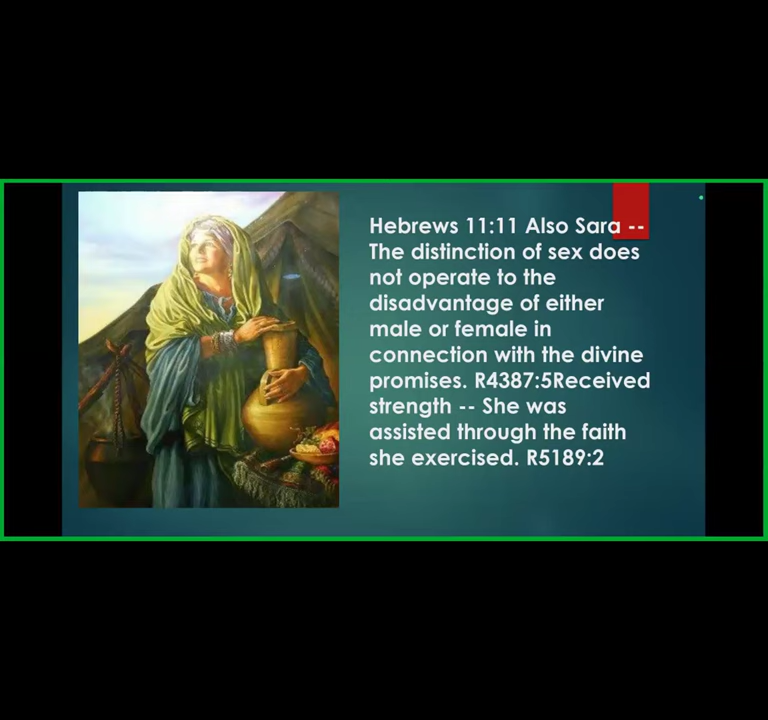 Hebrews 11:11 Also Sara --
The distinction of sex does
not operate to the
disadvantage of either
male or female in
connection with the divine
promises. R4387:5Received
strength -- She was
assisted through the faith
she exercised. R5189:2